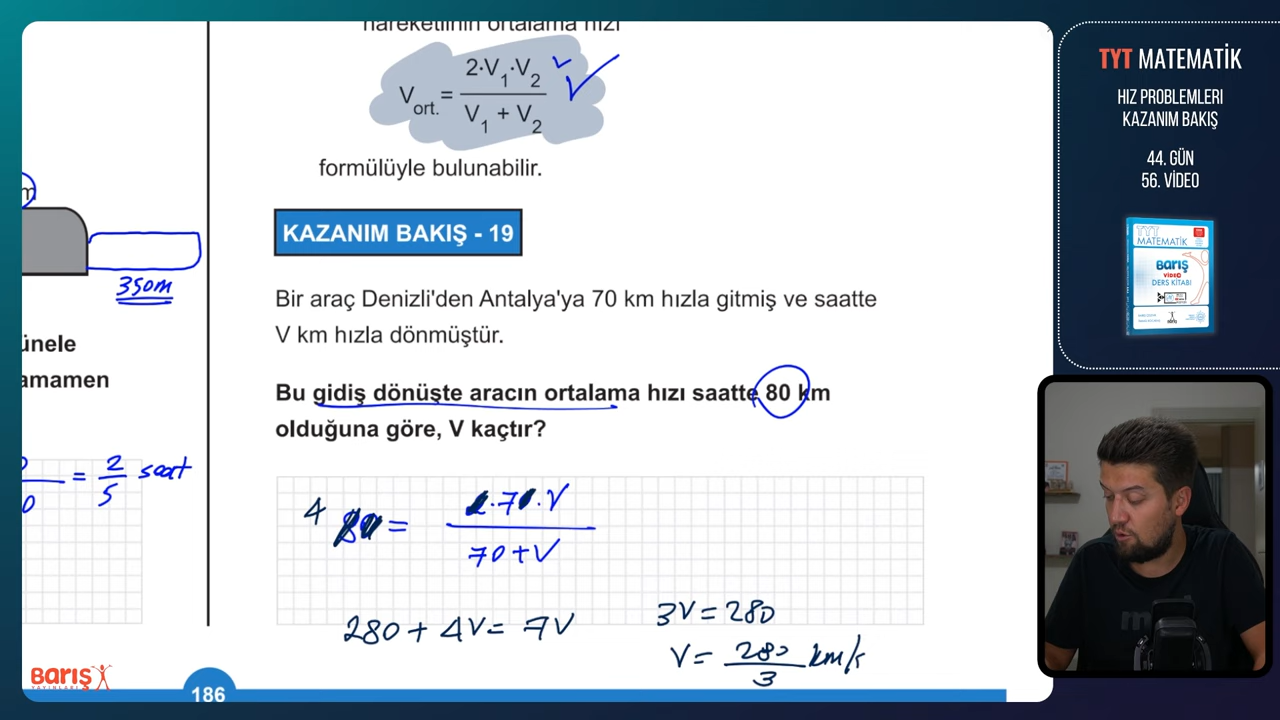 hareketlinin ortalama hızı
Vort. = 2·V1·V2 / V1 + V2
formülüyle bulunabilir.
KAZANIM BAKIŞ - 19
Bir araç Denizli'den Antalya'ya 70 km hızla gitmiş ve saatte
V km hızla dönmüştür.
Bu gidiş dönüşte aracın ortalama hızı saatte 80 km
olduğuna göre, V kaçtır?
4 80 = 2·70·V / 70+V
280 + 4V = 7V
3V = 280
V = 280/3 km/s
m
350m
ünele
amamen
0 = 2/5 saat
BARIŞ
YAYINLARI
186
TYT MATEMATİK
HIZ PROBLEMLERI
KAZANIM BAKIŞ
44. GÜN
56. VİDEO
TYT
MATEMATİK
BARIŞ
VİDEO
DERS KİTABI